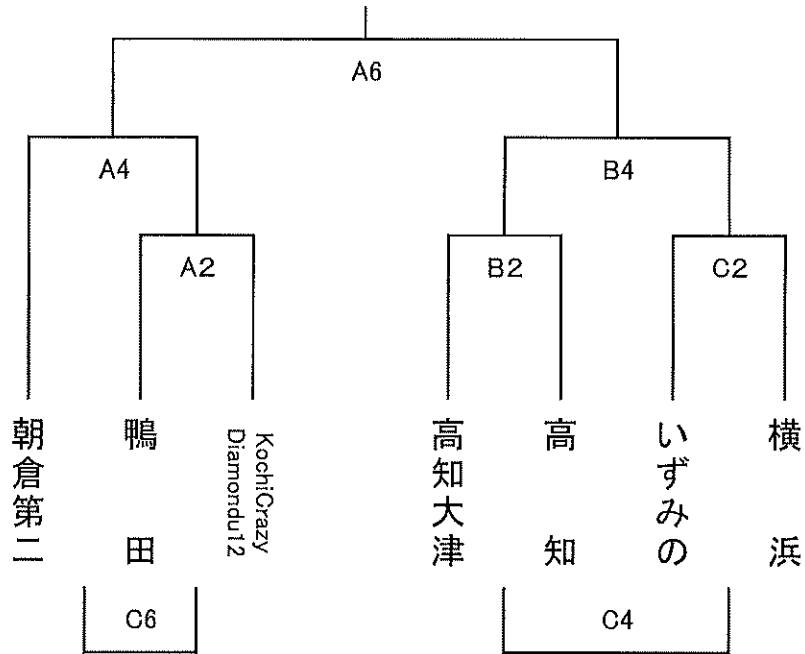 A6
A4
B4
A2
B2
C2
朝倉第二
鴨田
KochiCrazy
Diamondu12
高知大津
高知
いずみの
横浜
C6
C4